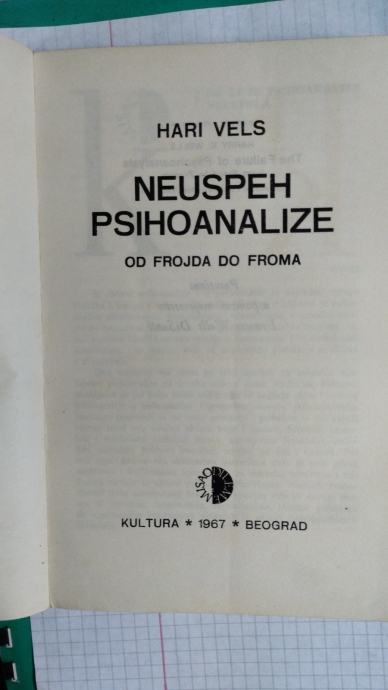 HARI VELS
NEUSPEH
PSIHOANALIZE
OD FROJDA DO FROMA
KULTURA * 1967 * BEOGRAD